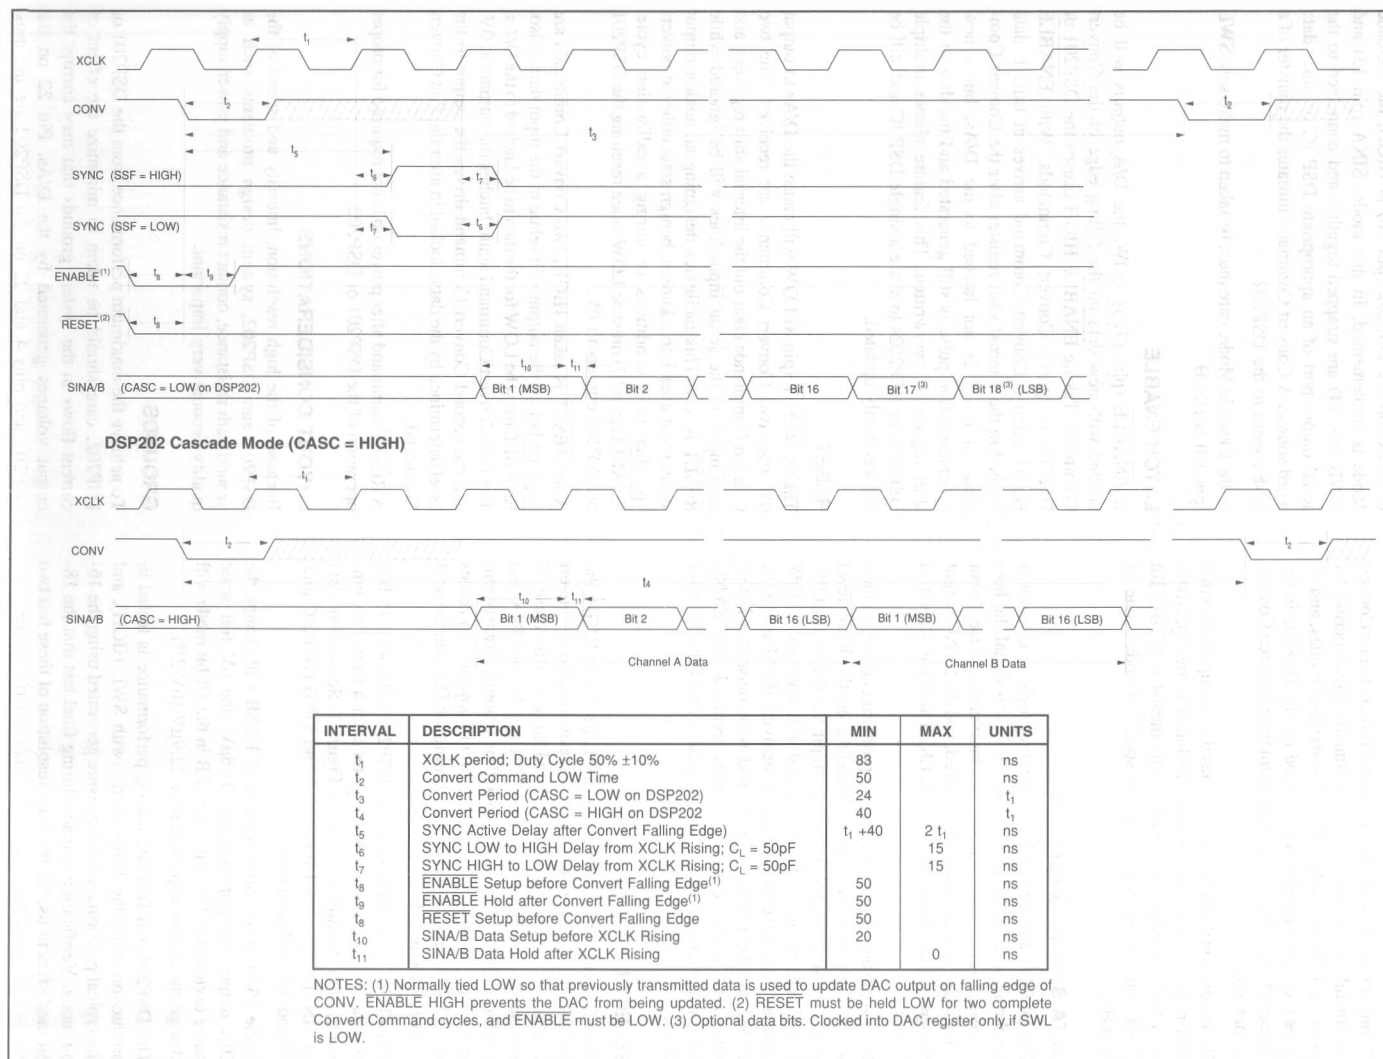 t1
XCLK
CONV
t2
t2
t3
t5
SYNC (SSF = HIGH)
t6
t7
SYNC (SSF = LOW)
t7
t6
ENABLE(1)
t8
t9
RESET(2)
t8
t10
t11
SINA/B
(CASC = LOW on DSP202)
Bit 1 (MSB)
Bit 2
Bit 16
Bit 17(3)
Bit 18(3) (LSB)
DSP202 Cascade Mode (CASC = HIGH)
t1
XCLK
CONV
t2
t2
t4
t10
t11
SINA/B
(CASC = HIGH)
Bit 1 (MSB)
Bit 2
Bit 16 (LSB)
Bit 1 (MSB)
Bit 16 (LSB)
Channel A Data
Channel B Data
INTERVAL DESCRIPTION MIN MAX UNITS
t1 XCLK period; Duty Cycle 50% ±10% 83 ns
t2 Convert Command LOW Time 50 ns
t3 Convert Period (CASC = LOW on DSP202) 24 t1
t4 Convert Period (CASC = HIGH on DSP202 40 t1
t5 SYNC Active Delay after Convert Falling Edge) t1 +40 2 t1 ns
t6 SYNC LOW to HIGH Delay from XCLK Rising; CL = 50pF 15 ns
t7 SYNC HIGH to LOW Delay from XCLK Rising; CL = 50pF 15 ns
t8 ENABLE Setup before Convert Falling Edge(1) 50 ns
t9 ENABLE Hold after Convert Falling Edge(1) 50 ns
t8 RESET Setup before Convert Falling Edge 50 ns
t10 SINA/B Data Setup before XCLK Rising 20 ns
t11 SINA/B Data Hold after XCLK Rising 0 ns
NOTES: (1) Normally tied LOW so that previously transmitted data is used to update DAC output on falling edge of
CONV. ENABLE HIGH prevents the DAC from being updated. (2) RESET must be held LOW for two complete
Convert Command cycles, and ENABLE must be LOW. (3) Optional data bits. Clocked into DAC register only if SWL
is LOW.